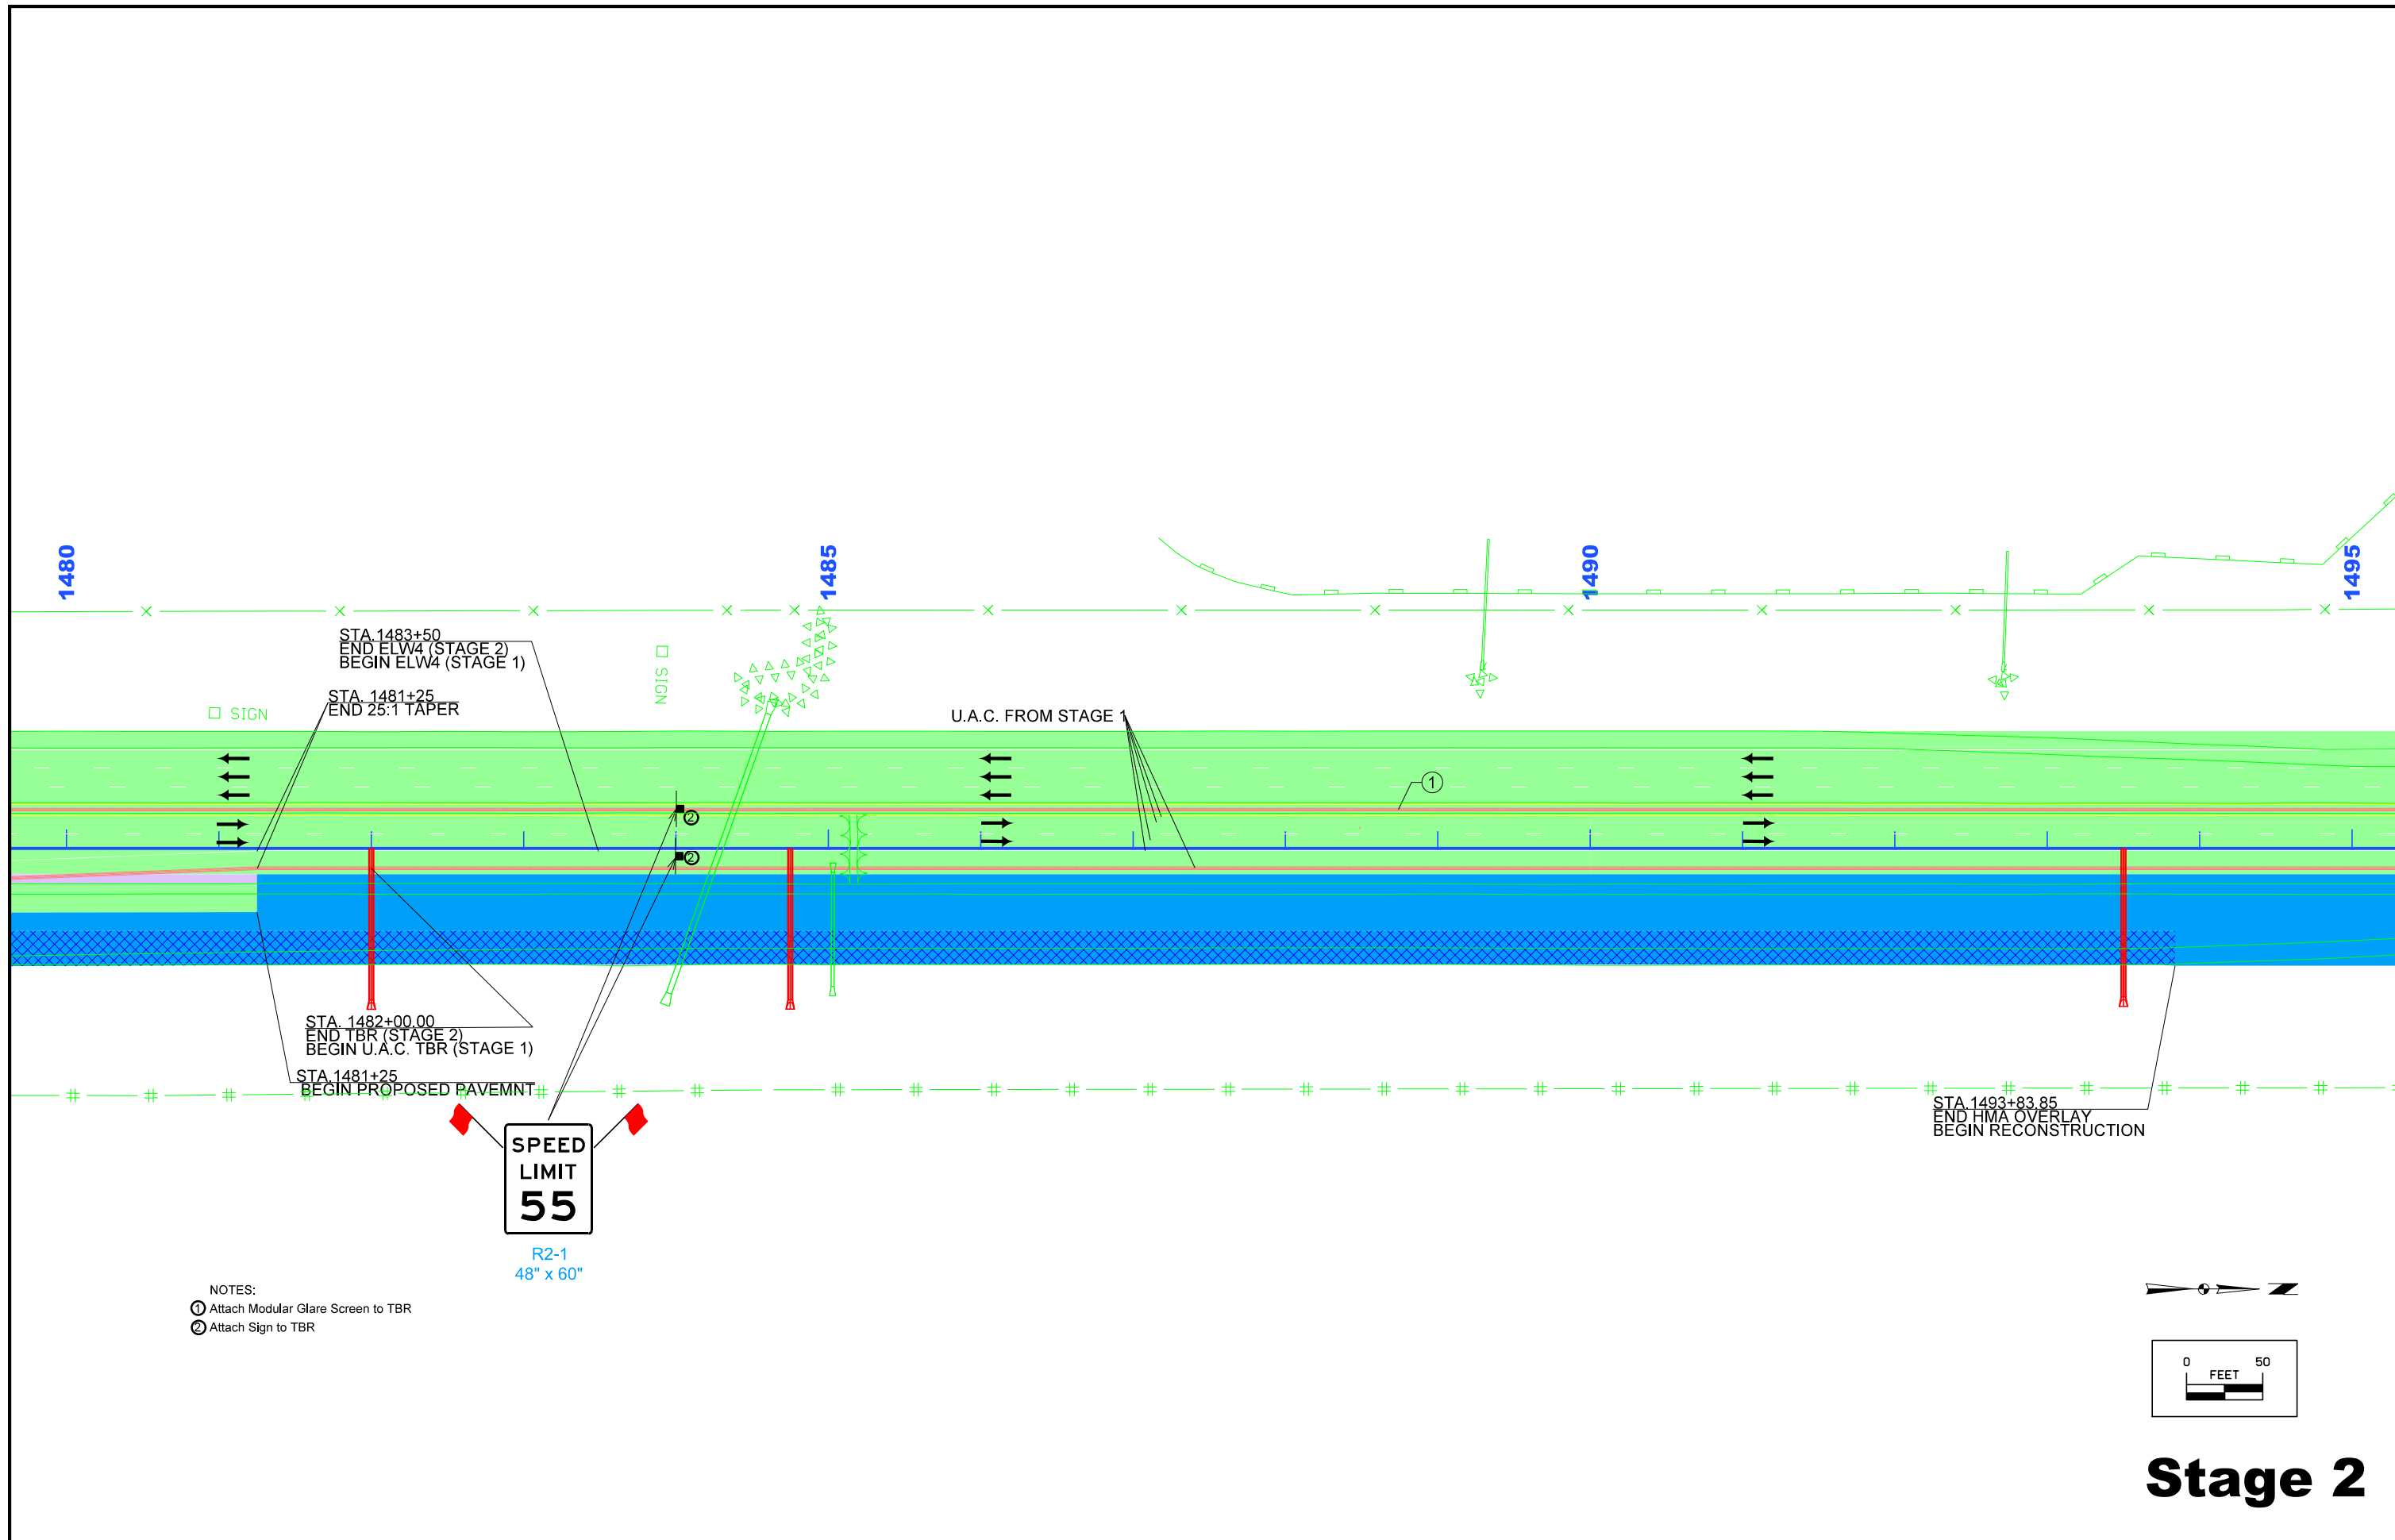 1480
1485
1490
1495
STA.1483+50
END ELW4 (STAGE 2)
BEGIN ELW4 (STAGE 1)
STA. 1481+25
END 25:1 TAPER
SIGN
SIGN
U.A.C. FROM STAGE 1
1
2
2
STA. 1482+00.00
END TBR (STAGE 2)
BEGIN U.A.C. TBR (STAGE 1)
STA.1481+25
BEGIN PROPOSED PAVEMNT
STA.1493+83.85
END HMA OVERLAY
BEGIN RECONSTRUCTION
SPEED
LIMIT
55
R2-1
48" x 60"
NOTES:
1 Attach Modular Glare Screen to TBR
2 Attach Sign to TBR
Z
0 50
FEET
Stage 2